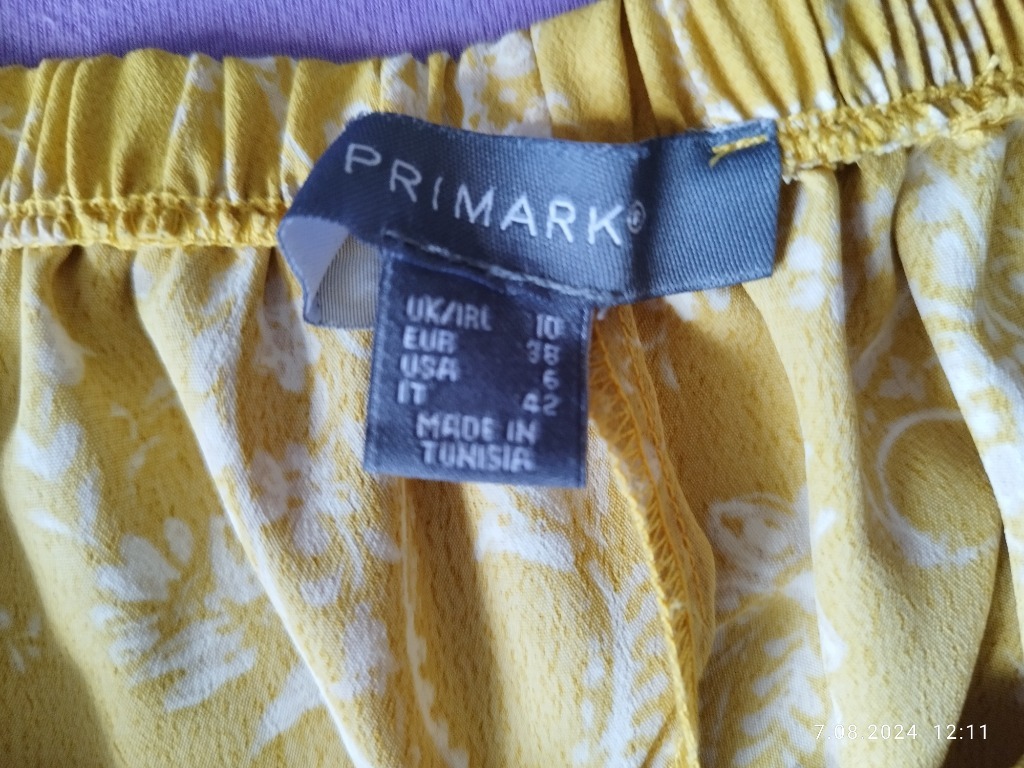 PRIMARK®
UK/IRL 10
EUR 38
USA 6
IT 42
MADE IN
TUNISIA
7.08.2024 12:11